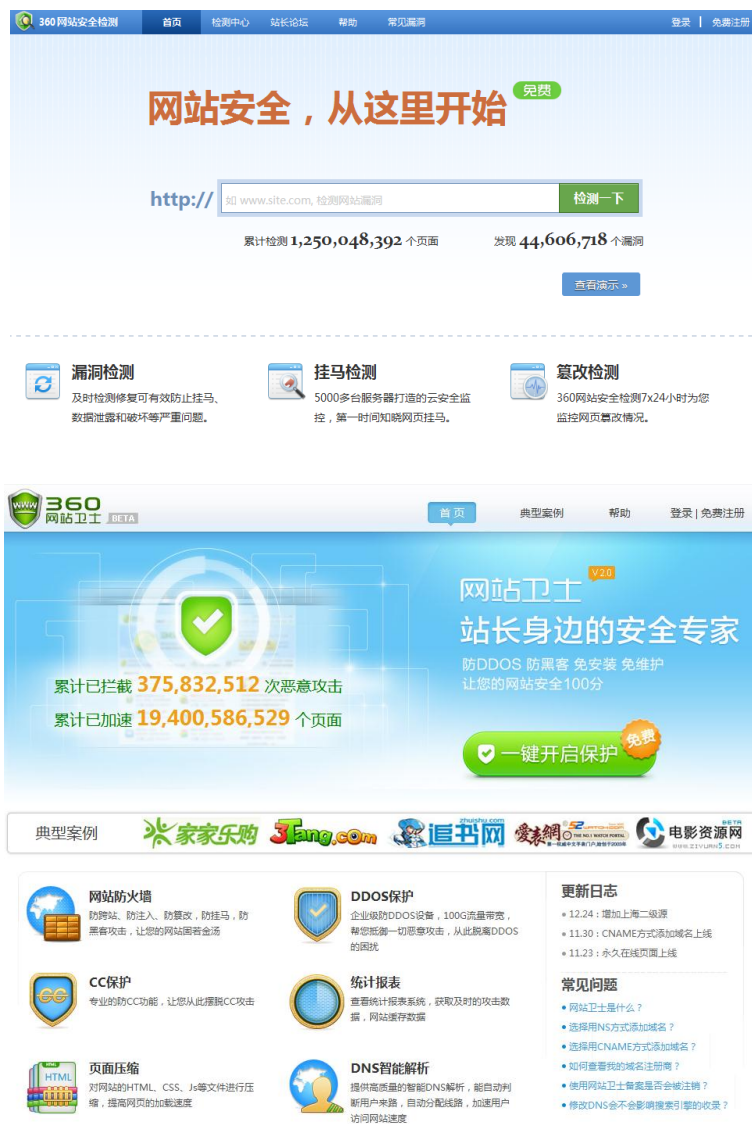 360网站安全检测
首页
检测中心
站长论坛
帮助
常见漏洞
登录 | 免费注册
网站安全，从这里开始
免费
http://
如 www.site.com, 检测网站漏洞
检测一下
累计检测 1,250,048,392 个页面
发现 44,606,718 个漏洞
查看演示 »
漏洞检测
及时检测修复可有效防止挂马、
数据泄露和破坏等严重问题。
挂马检测
5000多台服务器打造的云安全监
控，第一时间知晓网页挂马。
篡改检测
360网站安全检测7x24小时为您
监控网页篡改情况。
www
360
网站卫士 BETA
首页
典型案例
帮助
登录 | 免费注册
网站卫士
V2.0
站长身边的安全专家
防DDOS 防黑客 免安装 免维护
让您的网站安全100分
累计已拦截 375,832,512 次恶意攻击
累计已加速 19,400,586,529 个页面
一键开启保护
免费
典型案例
家家乐购
3Tang.com
zhuishu.com
追书网
爱表網
THE NO.1 WATCH PORTAL
BETA
电影资源网
网站防火墙
防跨站、防注入、防篡改，防挂马，防
黑客攻击，让您的网站固若金汤
DDOS保护
企业级防DDOS设备，100G流量带宽，
帮您抵御一切恶意攻击，从此脱离DDOS
的困扰
CC
CC保护
专业的防CC功能，让您从此摆脱CC攻击
统计报表
查看统计报表系统，获取及时的攻击数
据，网站缓存数据
HTML
页面压缩
对网站的HTML、CSS、Js等文件进行压
缩，提高网页的加载速度
DNS智能解析
提供高质量的智能DNS解析，能自动判
断用户来路，自动分配线路，加速用户
访问网站速度
更新日志
12.24：增加上海二级源
11.30：CNAME方式添加域名上线
11.23：永久在线页面上线
常见问题
网站卫士是什么？
选择用NS方式添加域名？
选择用CNAME方式添加域名？
如何查看我的域名注册商？
使用网站卫士备案是否会被注销？
修改DNS会不会影响搜索引擎的收录？